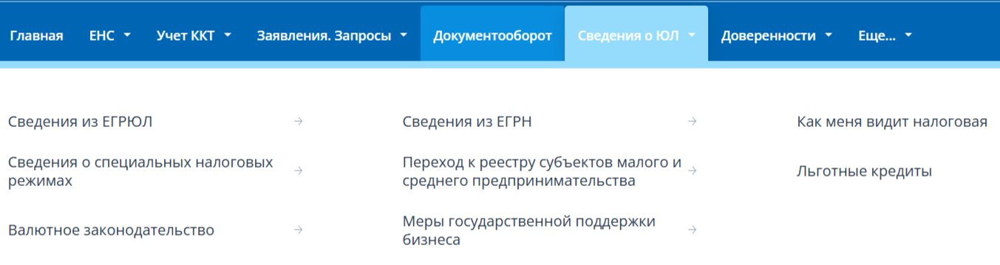 Главная ЕНС Учет ККТ Заявления. Запросы Документооборот Сведения о ЮЛ Доверенности Еще...
Сведения из ЕГРЮЛ
Сведения из ЕГРН
Как меня видит налоговая
Сведения о специальных налоговых
режимах
Переход к реестру субъектов малого и
среднего предпринимательства
Льготные кредиты
Валютное законодательство
Меры государственной поддержки
бизнеса